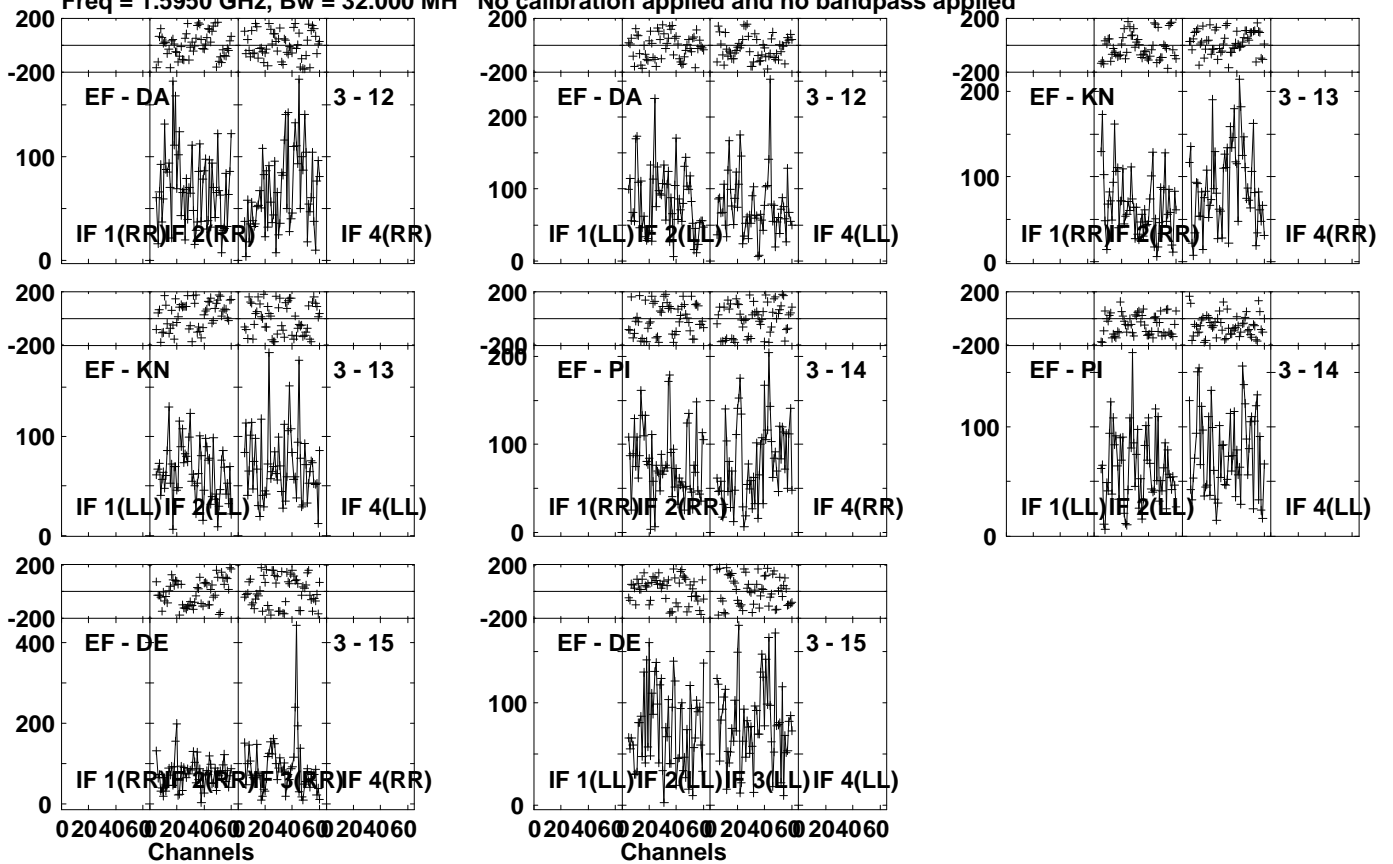 Freq = 1.5950 GHz, Bw = 32.000 MH No calibration applied and no bandpass applied
200
-200
EF - DA 3 - 12
100
IF 1(RR) IF 2(RR) IF 4(RR)
0
200
-200
EF - DA 3 - 12
200
100
IF 1(LL) IF 2(LL) IF 4(LL)
0
200
-200
200
EF - KN 3 - 13
100
IF 1(RR) IF 2(RR) IF 4(RR)
0
200
-200
EF - KN 3 - 13
100
IF 1(LL) IF 2(LL) IF 4(LL)
0
200
-200
200
EF - PI 3 - 14
100
IF 1(RR) IF 2(RR) IF 4(RR)
0
200
-200
EF - PI 3 - 14
100
IF 1(LL) IF 2(LL) IF 4(LL)
0
200
-200
400
EF - DE 3 - 15
200
IF 1(RR) IF 2(RR) IF 3(RR) IF 4(RR)
0
0 20 40 60 0 20 40 60 0 20 40 60 0 20 40 60
Channels
200
-200
EF - DE 3 - 15
100
IF 1(LL) IF 2(LL) IF 3(LL) IF 4(LL)
0
0 20 40 60 0 20 40 60 0 20 40 60 0 20 40 60
Channels